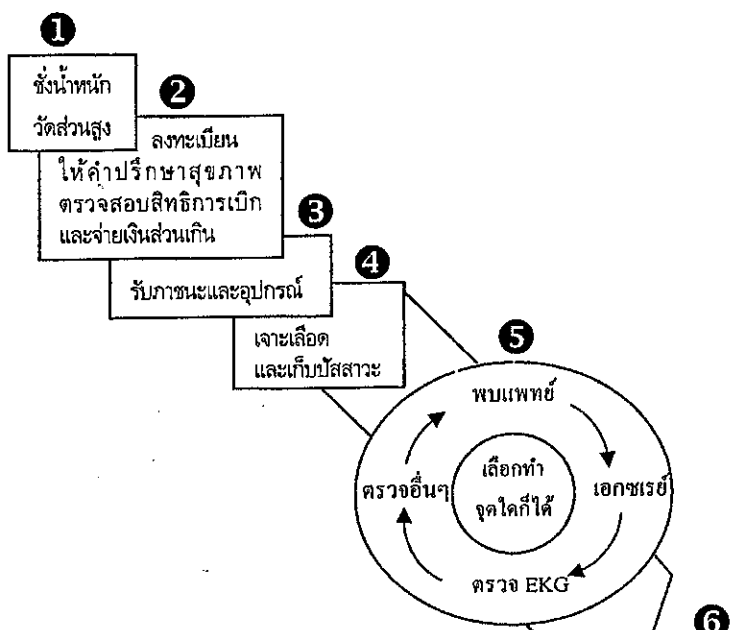 ❶
ชั่งน้ำหนัก
วัดส่วนสูง
❷
ลงทะเบียน
ให้คำปรึกษาสุขภาพ
ตรวจสอบสิทธิการเบิก
และจ่ายเงินส่วนเกิน
❸
รับภาชนะและอุปกรณ์
❹
เจาะเลือด
และเก็บปัสสาวะ
❺
พบแพทย์
เอกซเรย์
ตรวจ EKG
ตรวจอื่นๆ
เลือกทำ
จุดใดก็ได้
❻